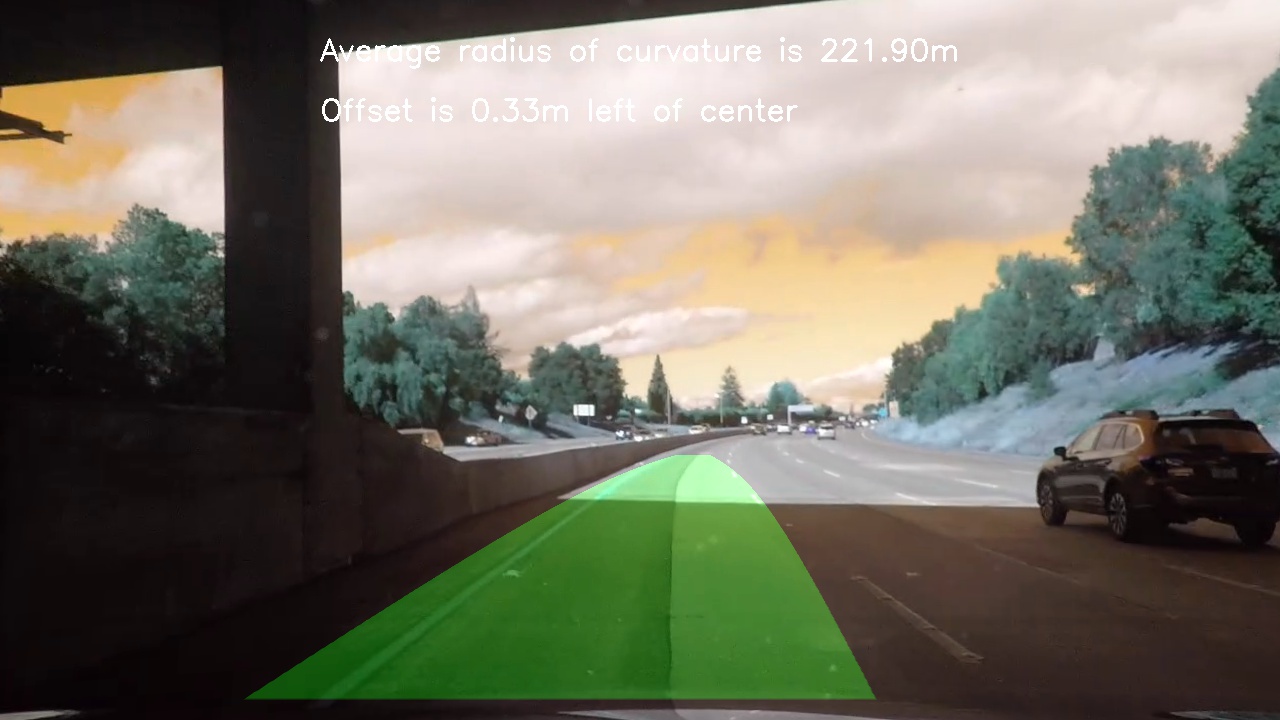 Average radius of curvature is 221.90m
Offset is 0.33m left of center